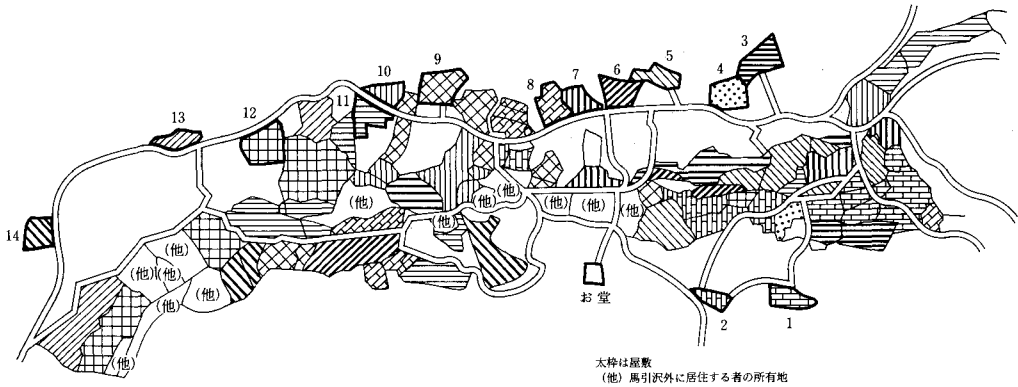 3
5
9
4
10
6
7
8
11
12
13
(他)
(他)
(他) (他) (他)
(他)
14
(他)
(他) (他)
(他)
(他)
お堂
2
1
(他)
太枠は屋敷
(他) 馬引沢外に居住する者の所有地